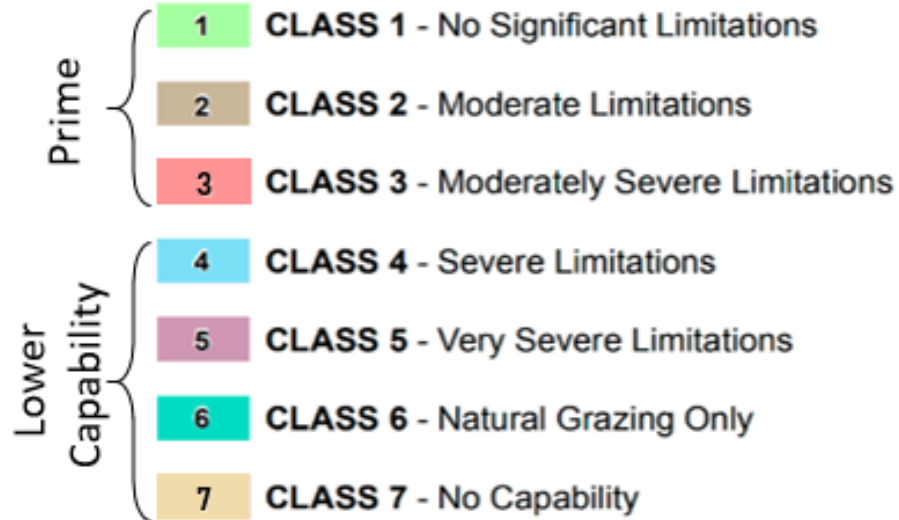 Prime
1 CLASS 1 - No Significant Limitations
2 CLASS 2 - Moderate Limitations
3 CLASS 3 - Moderately Severe Limitations
Lower
Capability
4 CLASS 4 - Severe Limitations
5 CLASS 5 - Very Severe Limitations
6 CLASS 6 - Natural Grazing Only
7 CLASS 7 - No Capability